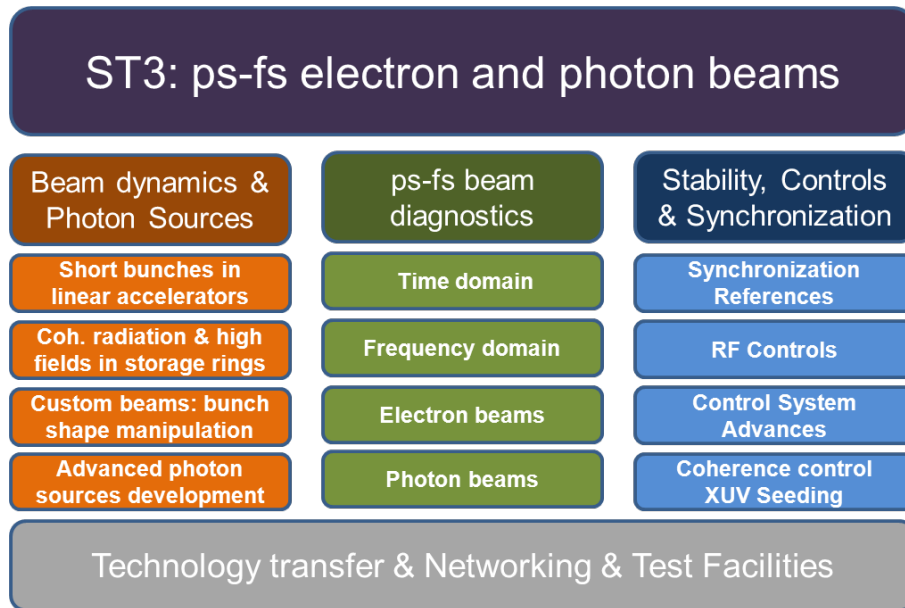 ST3: ps-fs electron and photon beams
Beam dynamics &
Photon Sources
Short bunches in
linear accelerators
Coh. radiation & high
fields in storage rings
Custom beams: bunch
shape manipulation
Advanced photon
sources development
ps-fs beam
diagnostics
Time domain
Frequency domain
Electron beams
Photon beams
Stability, Controls
& Synchronization
Synchronization
References
RF Controls
Control System
Advances
Coherence control
XUV Seeding
Technology transfer & Networking & Test Facilities